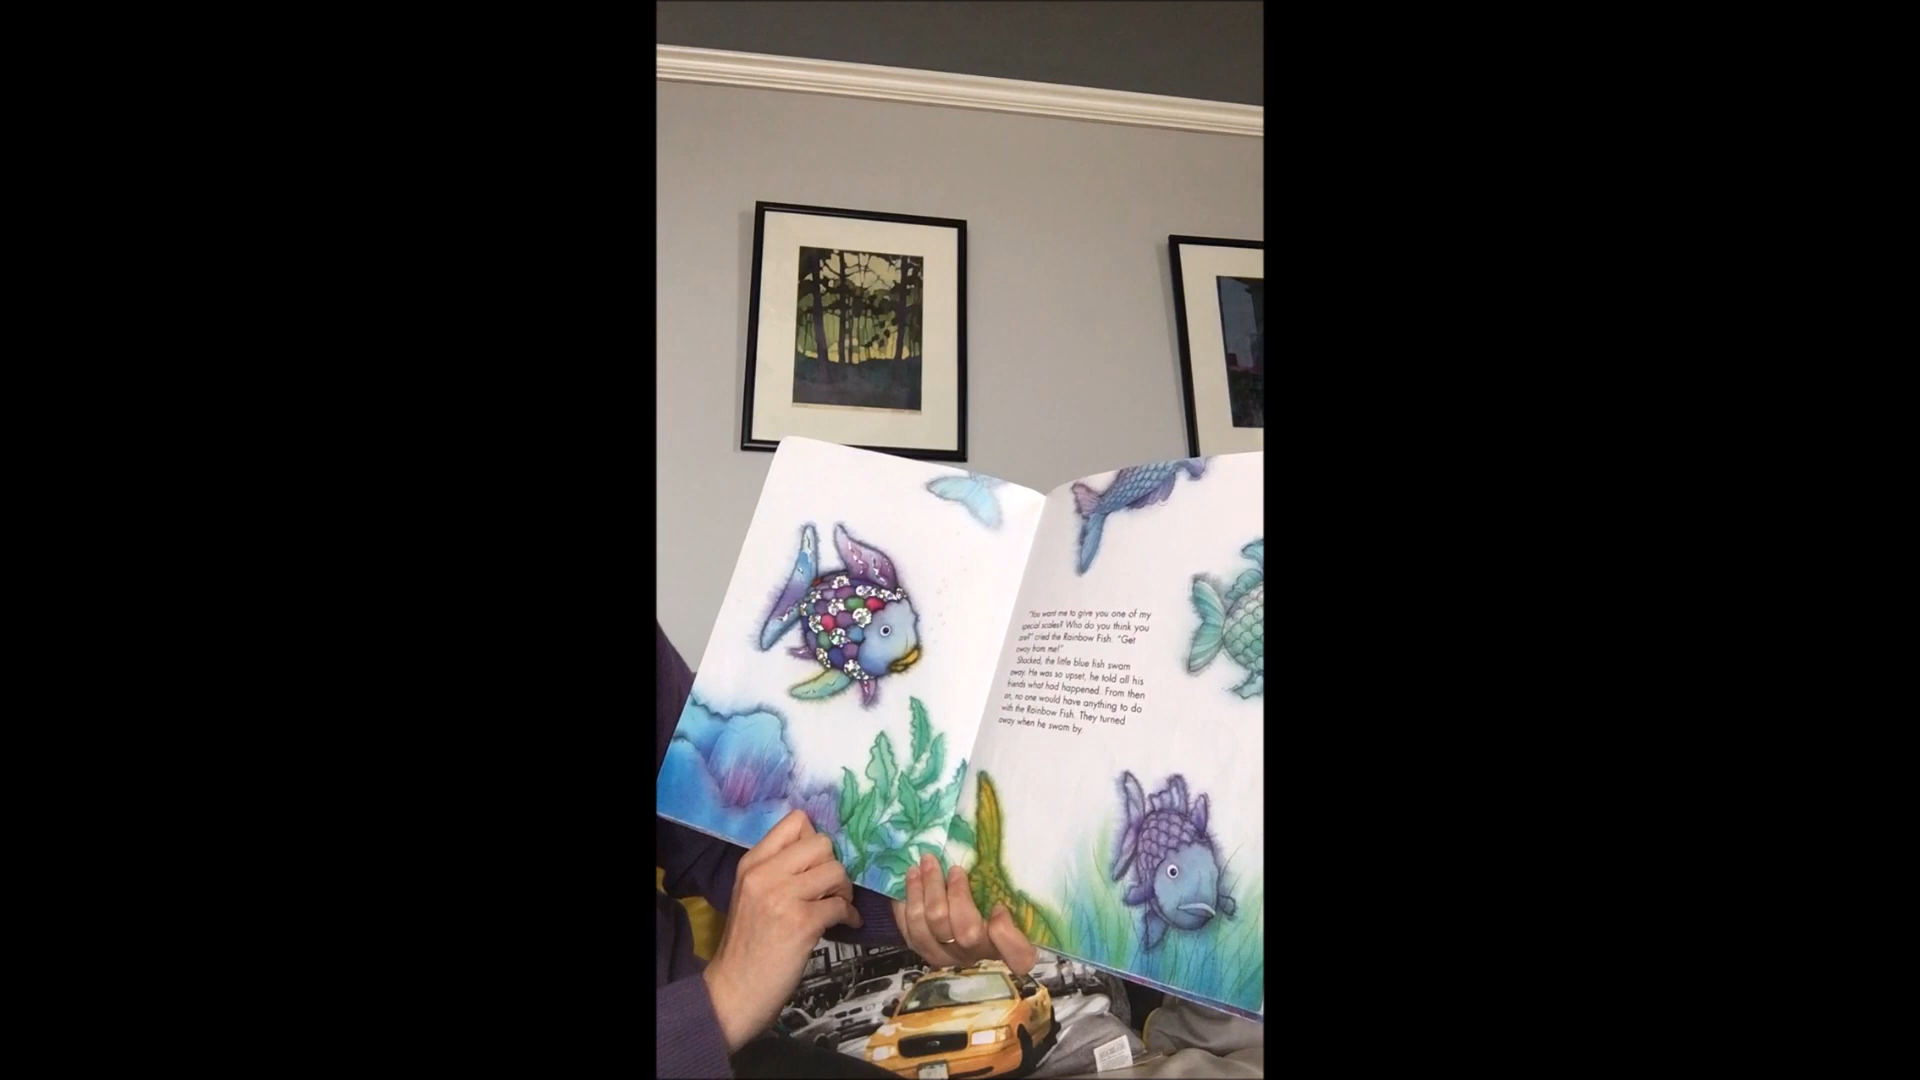 "You want me to give you one of my
special scales? Who do you think you
are?" cried the Rainbow Fish. "Get
away from me!"
Shocked, the little blue fish swam
away. He was so upset, he told all his
friends what had happened. From then
on, no one would have anything to do
with the Rainbow Fish. They turned
away when he swam by.